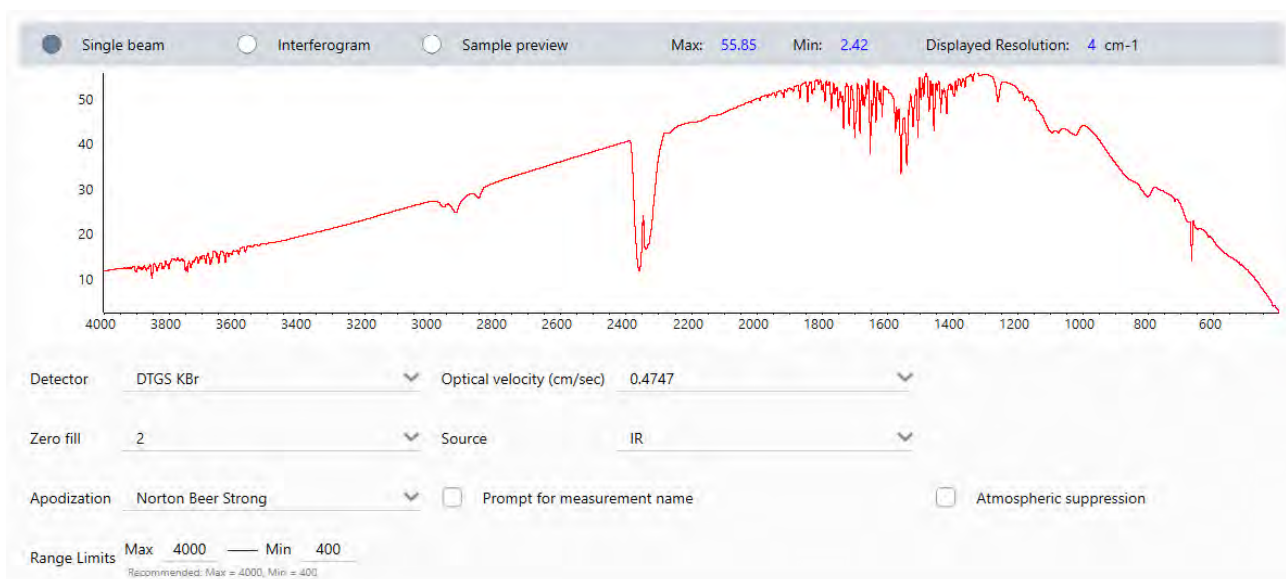 Single beam Interferogram Sample preview Max: 55.85 Min: 2.42 Displayed Resolution: 4 cm-1
50
40
30
20
10
4000 3800 3600 3400 3200 3000 2800 2600 2400 2200 2000 1800 1600 1400 1200 1000 800 600
Detector DTGS KBr Optical velocity (cm/sec) 0.4747
Zero fill 2 Source IR
Apodization Norton Beer Strong Prompt for measurement name Atmospheric suppression
Range Limits Max 4000 — Min 400
Recommended: Max = 4000, Min = 400